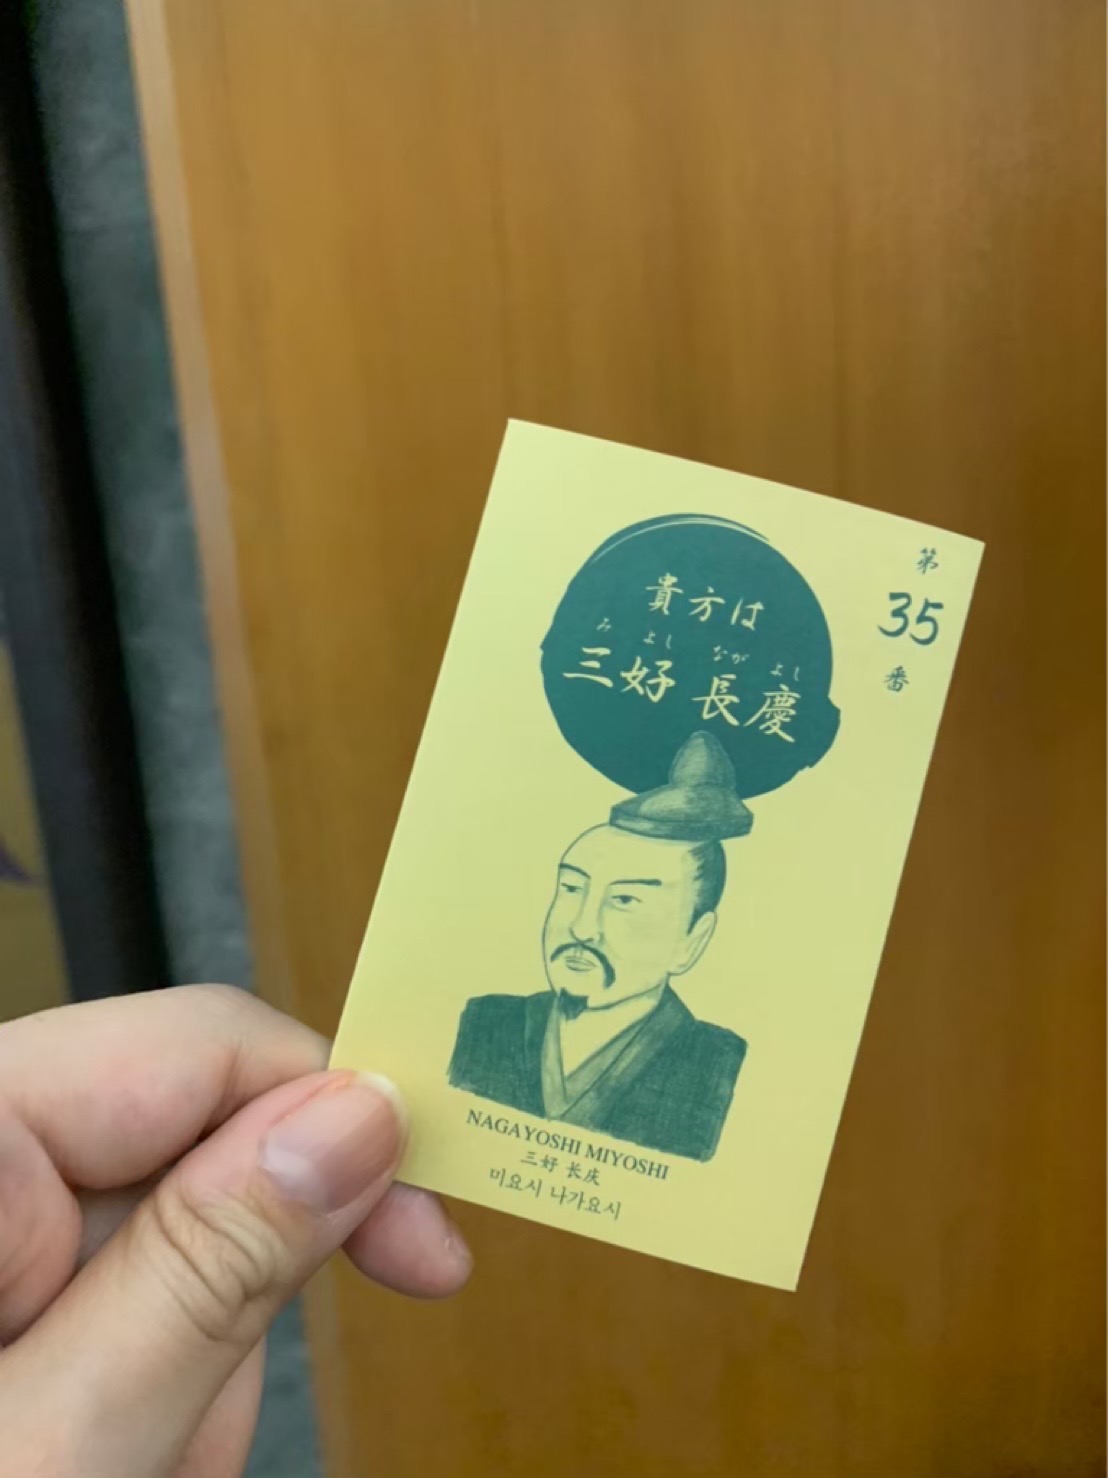 第
35
番
貴方は
み よし なが よし
三好 長慶
NAGAYOSHI MIYOSHI
三好 长庆
미요시 나가요시